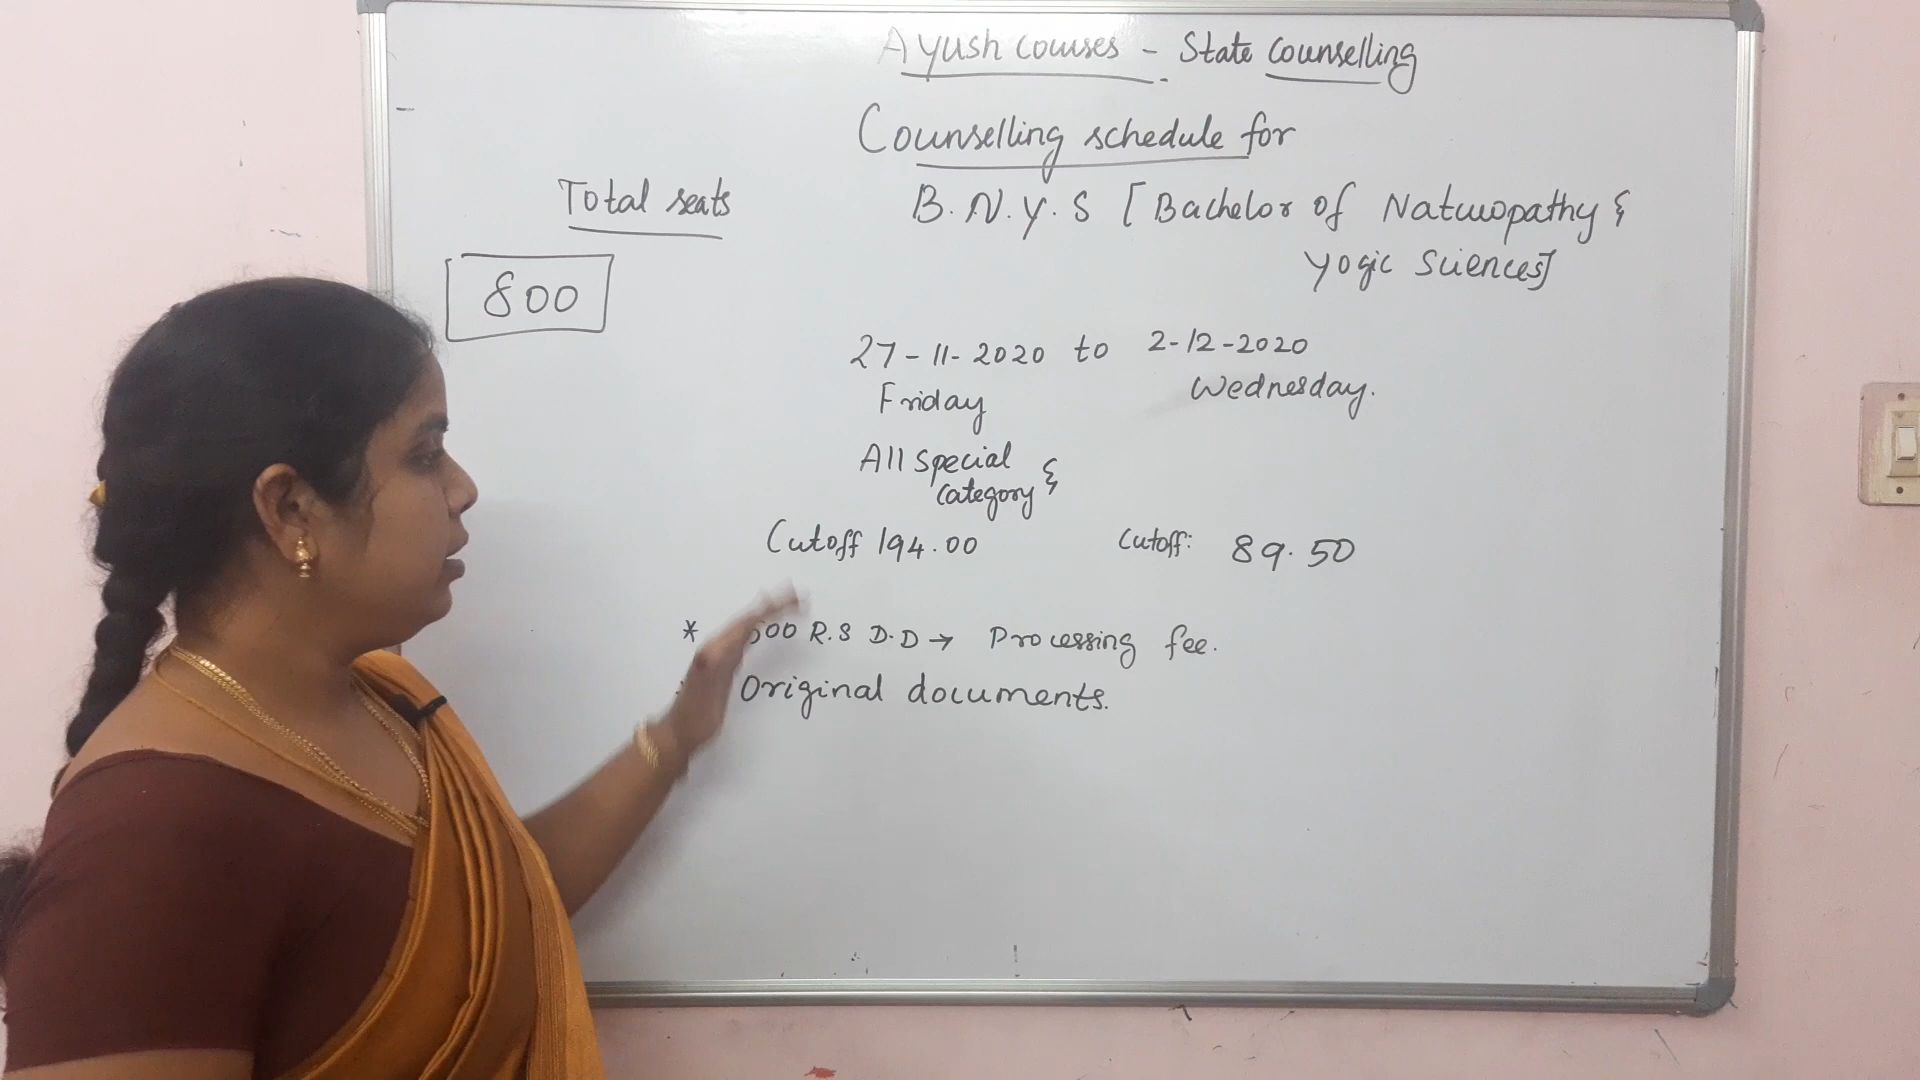 Ayush courses - State Counselling
Counselling schedule for
Total seats
B.N.Y.S [Bachelor of Naturopathy &
Yogic Sciences]
800
27-11-2020 to 2-12-2020
Friday
Wednesday.
All special
category &
Cutoff 194.00
Cutoff: 89.50
* R.S D.D → Processing fee.
Original documents.